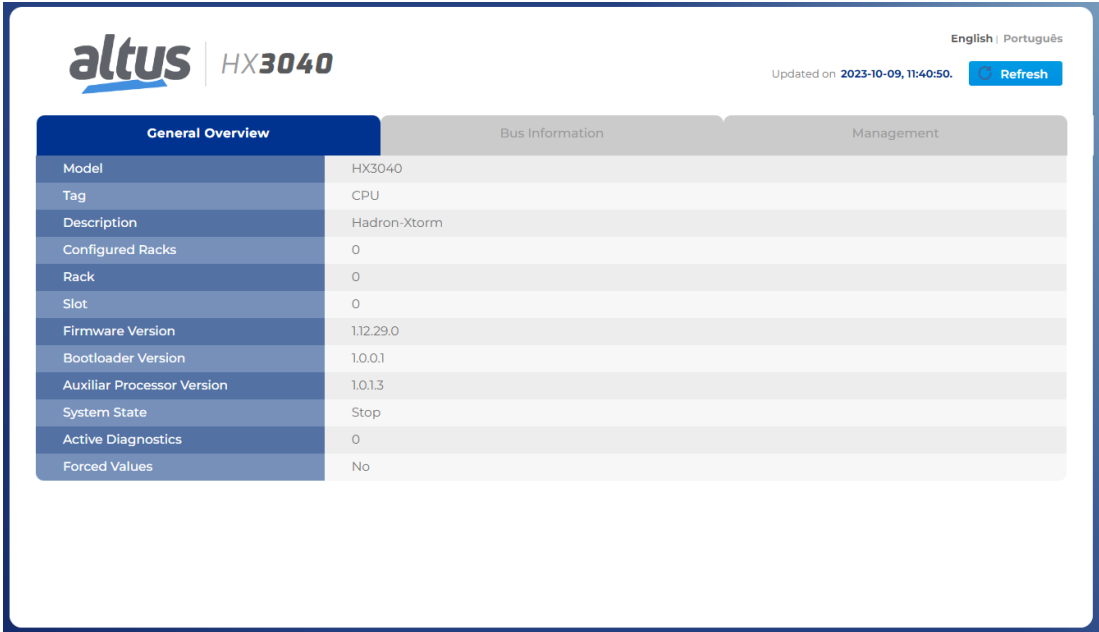 altus HX3040
English | Português
Updated on 2023-10-09, 11:40:50. Refresh
General Overview Bus Information Management
Model HX3040
Tag CPU
Description Hadron-Xtorm
Configured Racks 0
Rack 0
Slot 0
Firmware Version 1.12.29.0
Bootloader Version 1.0.0.1
Auxiliar Processor Version 1.0.1.3
System State Stop
Active Diagnostics 0
Forced Values No